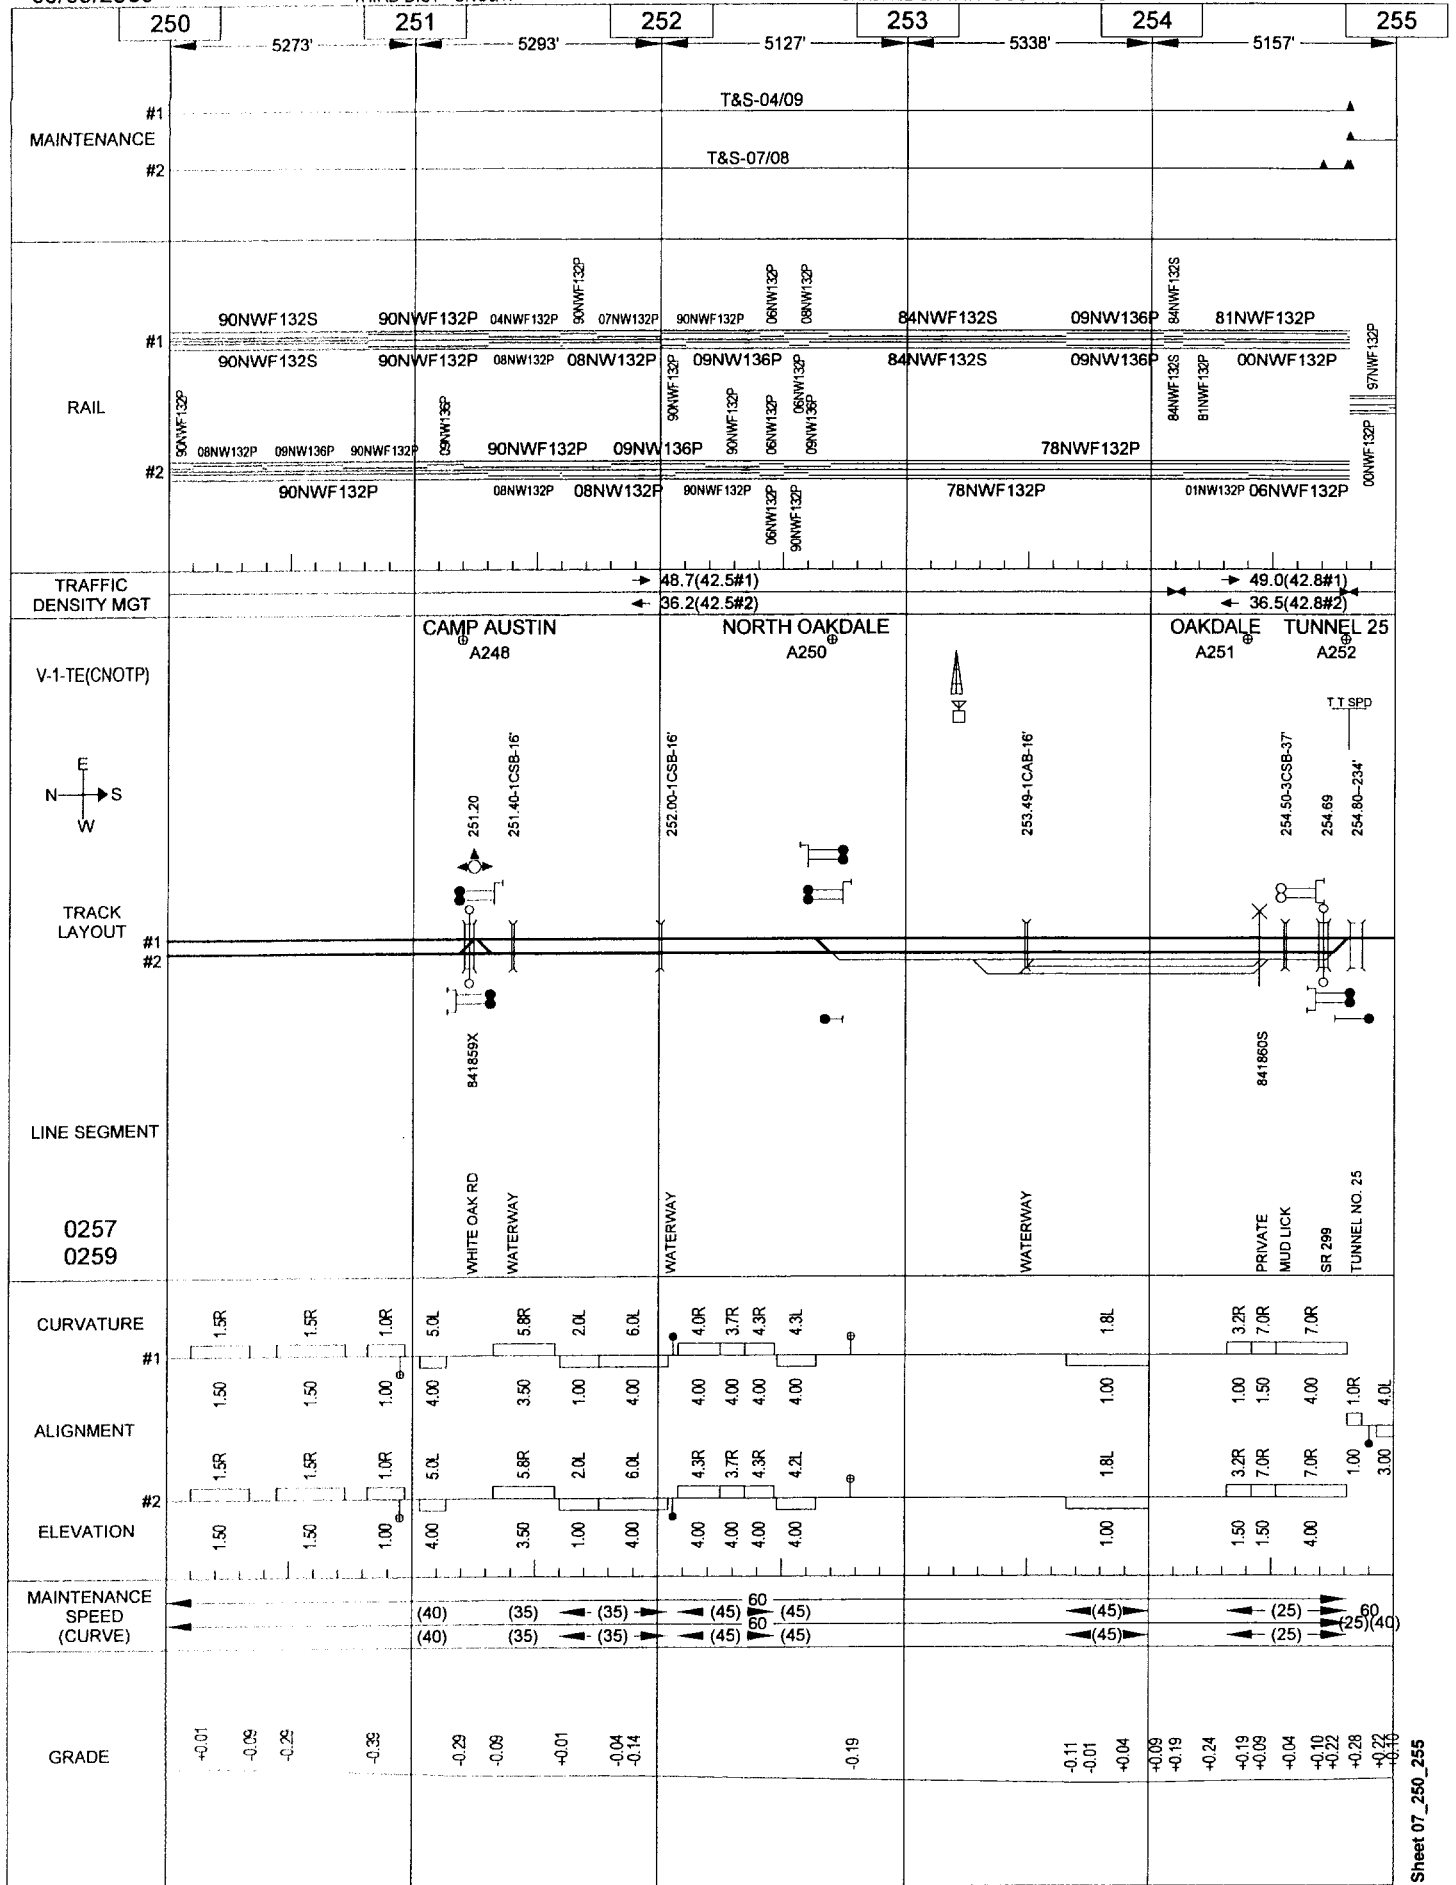 250 251 252 253 254 255
5273' 5293' 5127' 5338' 5157'
#1 T&S-04/09
MAINTENANCE
#2 T&S-07/08
90NWF132P 06NW132P 08NW132P 84NWF132S
90NWF132S 90NWF132P 04NWF132P 07NW132P 90NWF132P 84NWF132S 09NW136P 81NWF132P
#1
90NWF132S 90NWF132P 08NW132P 08NW132P 09NW136P 84NWF132S 09NW136P 00NWF132P
97NWF132P
RAIL
90NWF132P 09NW136P 90NWF132P 90NWF132P 06NW132P 06NW132P 09NW136P 84NWF132S 81NWF132P
08NW132P 09NW136P 90NWF132P 90NWF132P 09NW136P 78NWF132P
#2
00NWF132P
90NWF132P 08NW132P 08NW132P 90NWF132P 78NWF132P 01NW132P 06NWF132P
06NW132P 90NWF132P
TRAFFIC
DENSITY MGT
48.7(42.5#1) 49.0(42.8#1)
36.2(42.5#2) 36.5(42.8#2)
CAMP AUSTIN NORTH OAKDALE OAKDALE TUNNEL 25
A248 A250 A251 A252
V-1-TE(CNOTP)
T T SPD
E
N S
W
251.20 251.40-1CSB-16' 252.00-1CSB-16' 253.49-1CAB-16' 254.50-3CSB-37' 254.69 254.80--234'
TRACK
LAYOUT
#1
#2
841859X 841860S
LINE SEGMENT
0257
0259
WHITE OAK RD WATERWAY WATERWAY WATERWAY PRIVATE MUD LICK SR 299 TUNNEL NO. 25
CURVATURE
1.5R 1.5R 1.0R 5.0L 5.8R 2.0L 6.0L 4.0R 3.7R 4.3R 4.3L 1.8L 3.2R 7.0R 7.0R
#1
1.50 1.50 1.00 4.00 3.50 1.00 4.00 4.00 4.00 4.00 4.00 1.00 1.00 1.50 4.00 1.0R 4.0L
ALIGNMENT
1.5R 1.5R 1.0R 5.0L 5.8R 2.0L 6.0L 4.3R 3.7R 4.3R 4.2L 1.8L 3.2R 7.0R 7.0R 1.00 3.00
#2
ELEVATION
1.50 1.50 1.00 4.00 3.50 1.00 4.00 4.00 4.00 4.00 4.00 1.00 1.50 1.50 4.00
MAINTENANCE
SPEED
(CURVE)
60
(40) (35) (35) (45) (45) (45) (25) 60
60 (25)(40)
(40) (35) (35) (45) (45) (45) (25)
GRADE
+0.01 -0.09 -0.29 -0.39 -0.29 -0.09 +0.01 -0.04 -0.14 -0.19 -0.11 -0.01 +0.04 +0.09 +0.19 +0.24 +0.19 +0.09 +0.04 +0.10 +0.22 +0.28 +0.22
Sheet 07_250_255